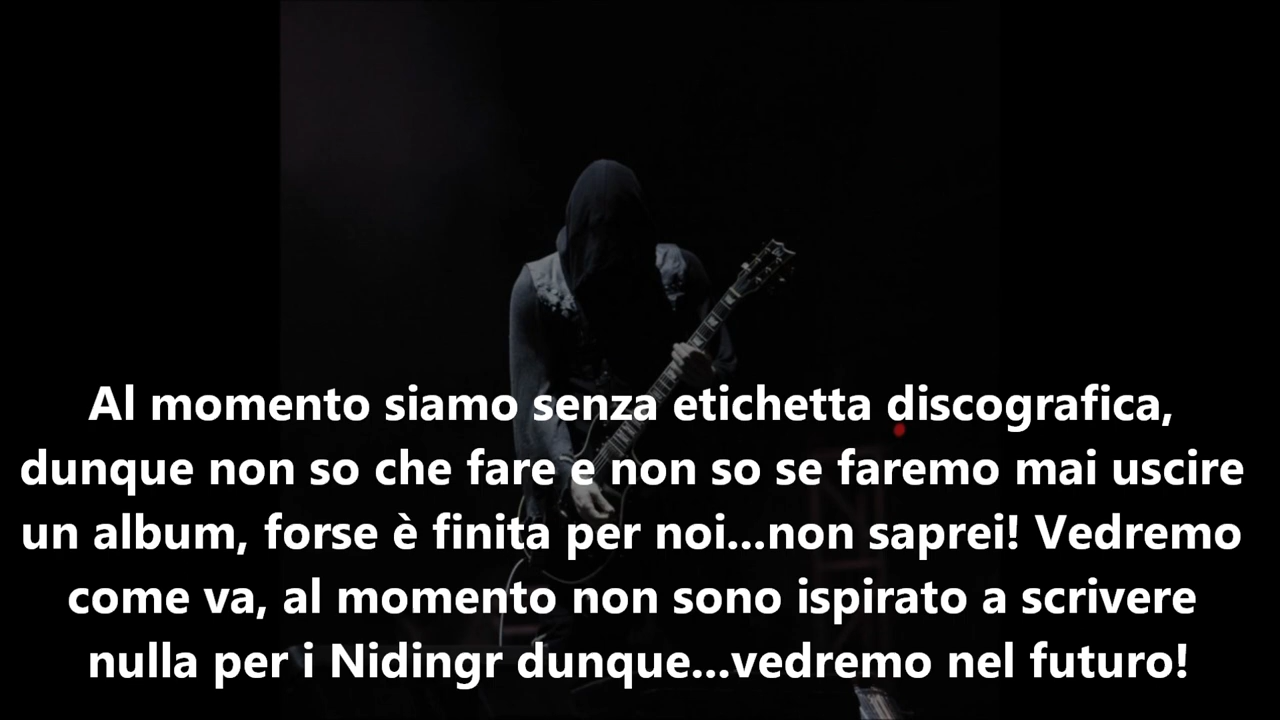 Al momento siamo senza etichetta discografica,
dunque non so che fare e non so se faremo mai uscire
un album, forse è finita per noi...non saprei! Vedremo
come va, al momento non sono ispirato a scrivere
nulla per i Nidingr dunque...vedremo nel futuro!